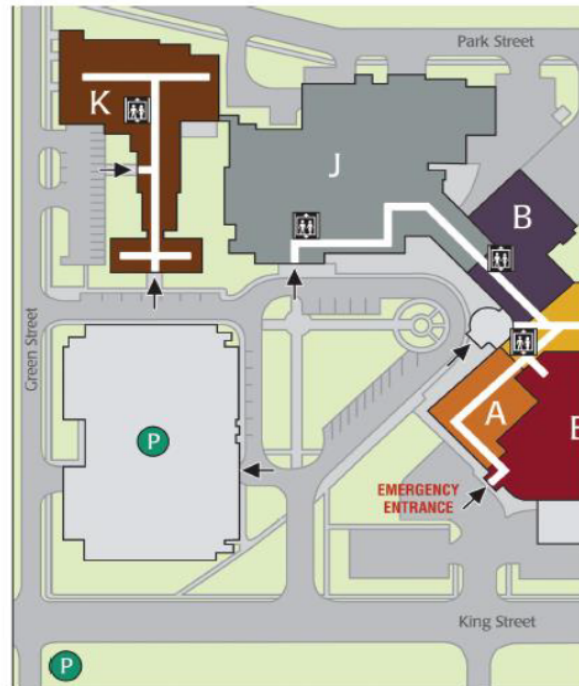 Park Street
K
J
B
Green Street
A
E
P
EMERGENCY
ENTRANCE
King Street
P